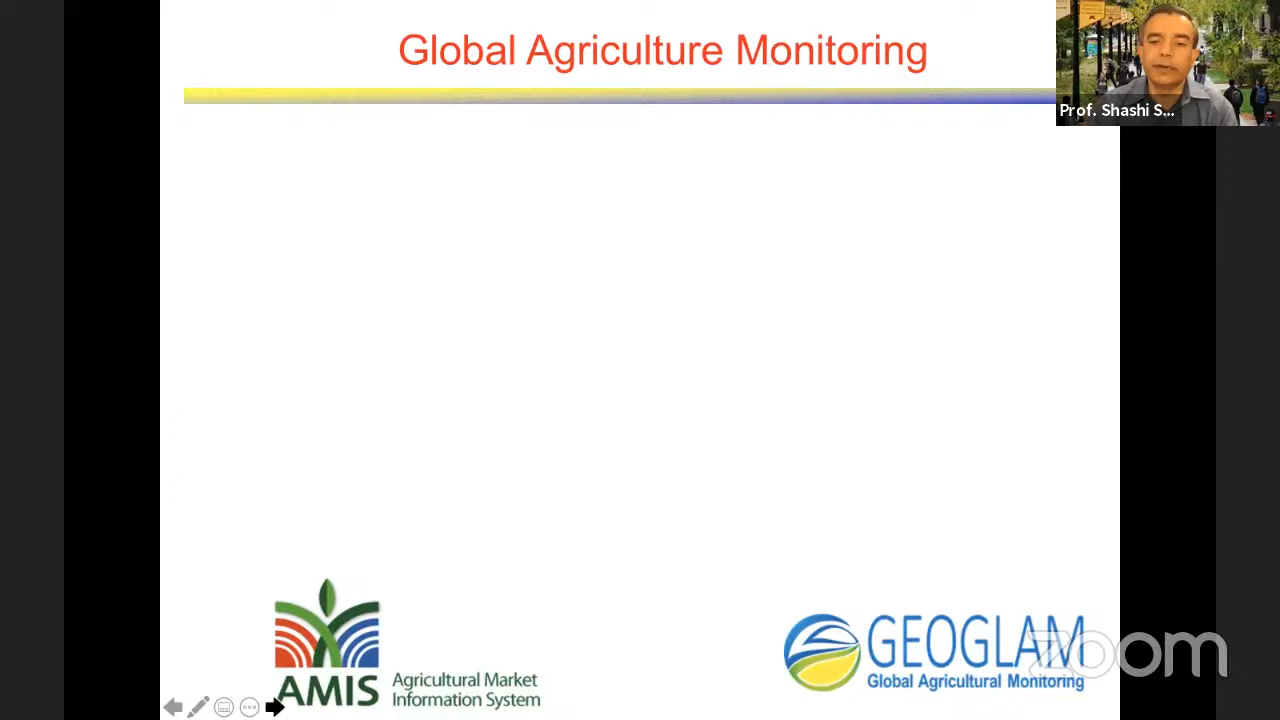 Global Agriculture Monitoring
Prof. Shashi S...
AMIS
Agricultural Market
Information System
GEOGLAM
Global Agricultural Monitoring
zoom